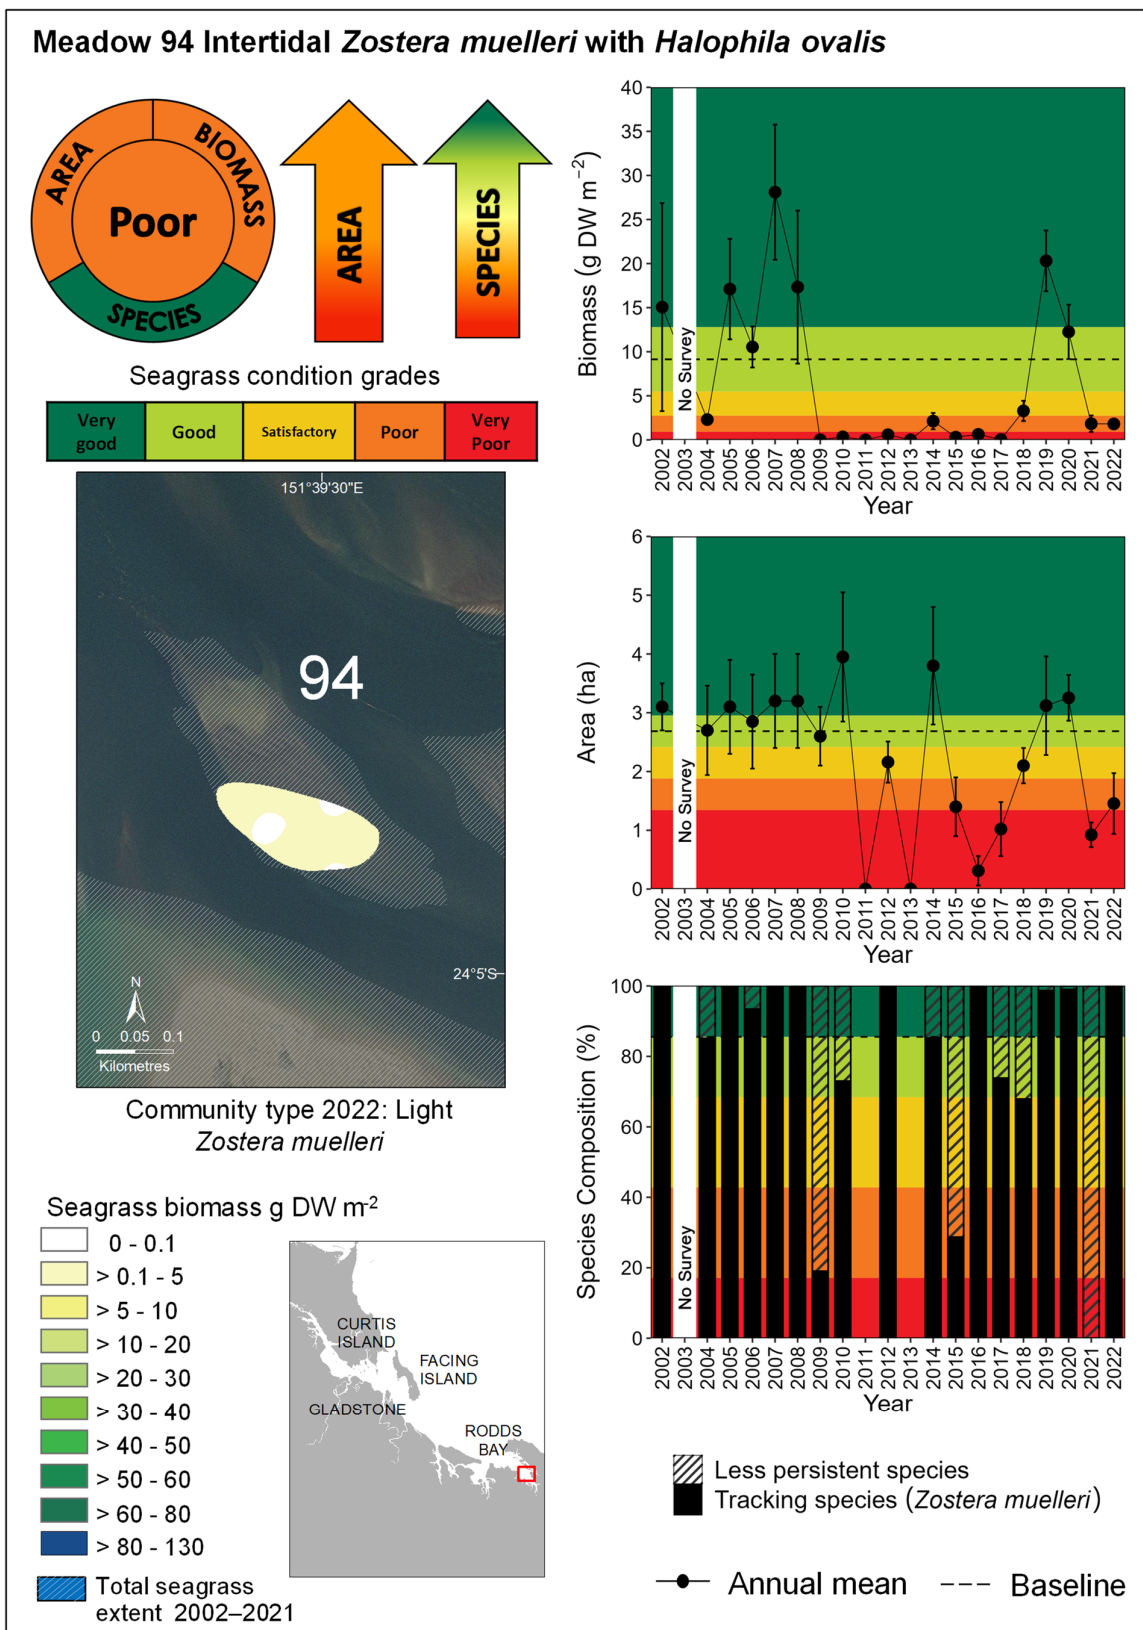 Meadow 94 Intertidal Zostera muelleri with Halophila ovalis
AREA
BIOMASS
Poor
SPECIES
AREA
SPECIES
Seagrass condition grades
Very good
Good
Satisfactory
Poor
Very Poor
151°39'30"E
94
24°5'S
N
0 0.05 0.1
Kilometres
Community type 2022: Light
Zostera muelleri
Seagrass biomass g DW m-2
0 - 0.1
> 0.1 - 5
> 5 - 10
> 10 - 20
> 20 - 30
> 30 - 40
> 40 - 50
> 50 - 60
> 60 - 80
> 80 - 130
Total seagrass
extent 2002–2021
CURTIS
ISLAND
FACING
ISLAND
GLADSTONE
RODDS
BAY
Biomass (g DW m−2)
40
35
30
25
20
15
10
5
0
No Survey
2002 2003 2004 2005 2006 2007 2008 2009 2010 2011 2012 2013 2014 2015 2016 2017 2018 2019 2020 2021 2022
Year
Area (ha)
6
5
4
3
2
1
0
No Survey
2002 2003 2004 2005 2006 2007 2008 2009 2010 2011 2012 2013 2014 2015 2016 2017 2018 2019 2020 2021 2022
Year
Species Composition (%)
100
80
60
40
20
0
No Survey
2002 2003 2004 2005 2006 2007 2008 2009 2010 2011 2012 2013 2014 2015 2016 2017 2018 2019 2020 2021 2022
Year
Less persistent species
Tracking species (Zostera muelleri)
Annual mean
Baseline